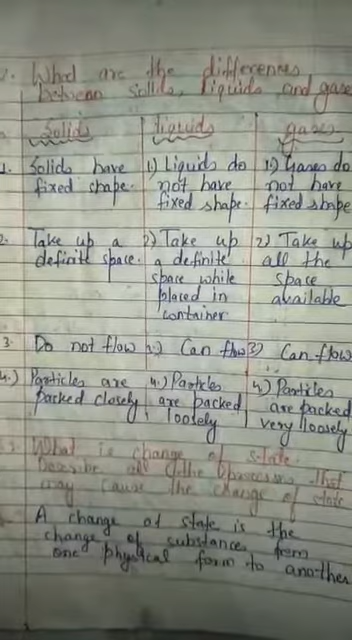 What are the differences
between Solids, Liquids and gase
Solids
liquids
gases
1. Solids have
fixed shape.
1) Liquids do
not have
fixed shape.
1) Gases do
not have
fixed shape
2. Take up a
definite space.
2) Take up
a definite
space while
placed in
container
2) Take up
all the
space
available
3. Do not flow
3) Can flow
3) Can flow
4.) Particles are
packed closely
4.) Particles
are packed
loosely
4) Particles
are packed
very loosely
What is change of state.
Describe all the processes that
may cause the change of state
A change of state is the
change of substances from
one physical form to another